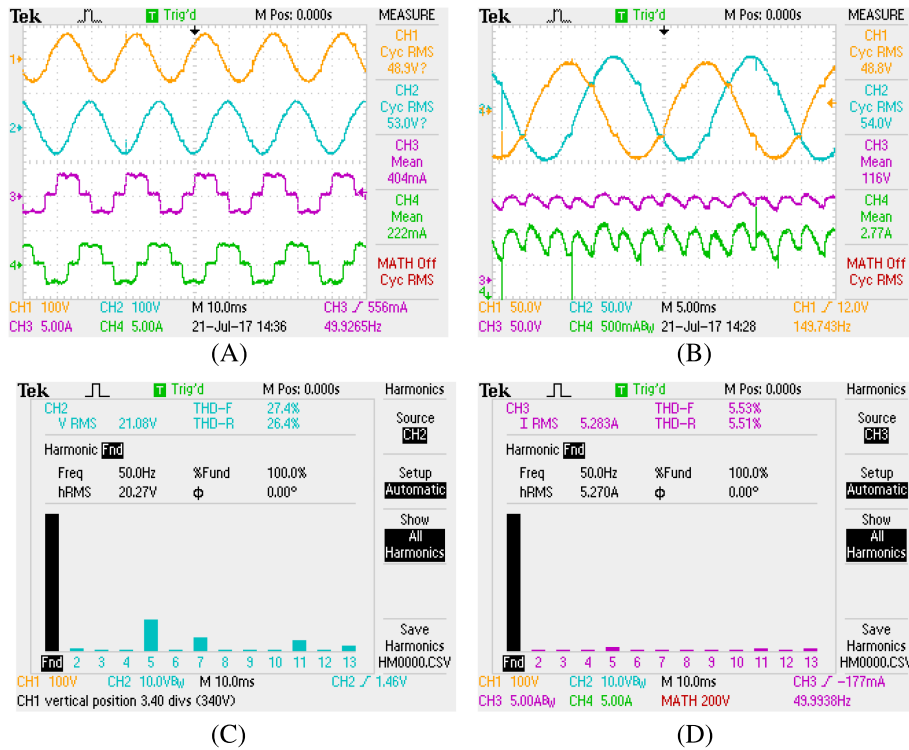 Tek T Trig'd M Pos: 0.000s MEASURE
CH1
Cyc RMS
48.9V?
CH2
Cyc RMS
53.0V?
CH3
Mean
404mA
CH4
Mean
222mA
MATH Off
Cyc RMS
1
2
3
4
CH1 100V CH2 100V M 10.0ms CH3 ƒ 556mA
CH3 5.00A CH4 5.00A 21-Jul-17 14:36 49.9265Hz
(A)
Tek T Trig'd M Pos: 0.000s MEASURE
CH1
Cyc RMS
48.8V
CH2
Cyc RMS
54.0V
CH3
Mean
116V
CH4
Mean
2.77A
MATH Off
Cyc RMS
3
4
CH1 50.0V CH2 50.0V M 5.00ms CH1 ƒ 12.0V
CH3 50.0V CH4 500mABW 21-Jul-17 14:28 149.743Hz
(B)
Tek T Trig'd M Pos: 0.000s Harmonics
CH2 THD-F 27.4%
V RMS 21.08V THD-R 26.4%
Harmonic Fnd
Freq 50.0Hz %Fund 100.0%
hRMS 20.27V ϕ 0.00°
Source
CH2
Setup
Automatic
Show
All
Harmonics
Save
Harmonics
HM0000.CSV
Fnd 2 3 4 5 6 7 8 9 10 11 12 13
CH1 100V CH2 10.0VBW M 10.0ms CH2 ƒ 1.46V
CH1 vertical position 3.40 divs (340V)
(C)
Tek T Trig'd M Pos: 0.000s Harmonics
CH3 THD-F 5.53%
I RMS 5.283A THD-R 5.51%
Harmonic Fnd
Freq 50.0Hz %Fund 100.0%
hRMS 5.270A ϕ 0.00°
Source
CH3
Setup
Automatic
Show
All
Harmonics
Save
Harmonics
HM0000.CSV
Fnd 2 3 4 5 6 7 8 9 10 11 12 13
CH1 100V CH2 10.0VBW M 10.0ms CH3 ƒ -177mA
CH3 5.00ABW CH4 5.00A MATH 200V 49.9938Hz
(D)